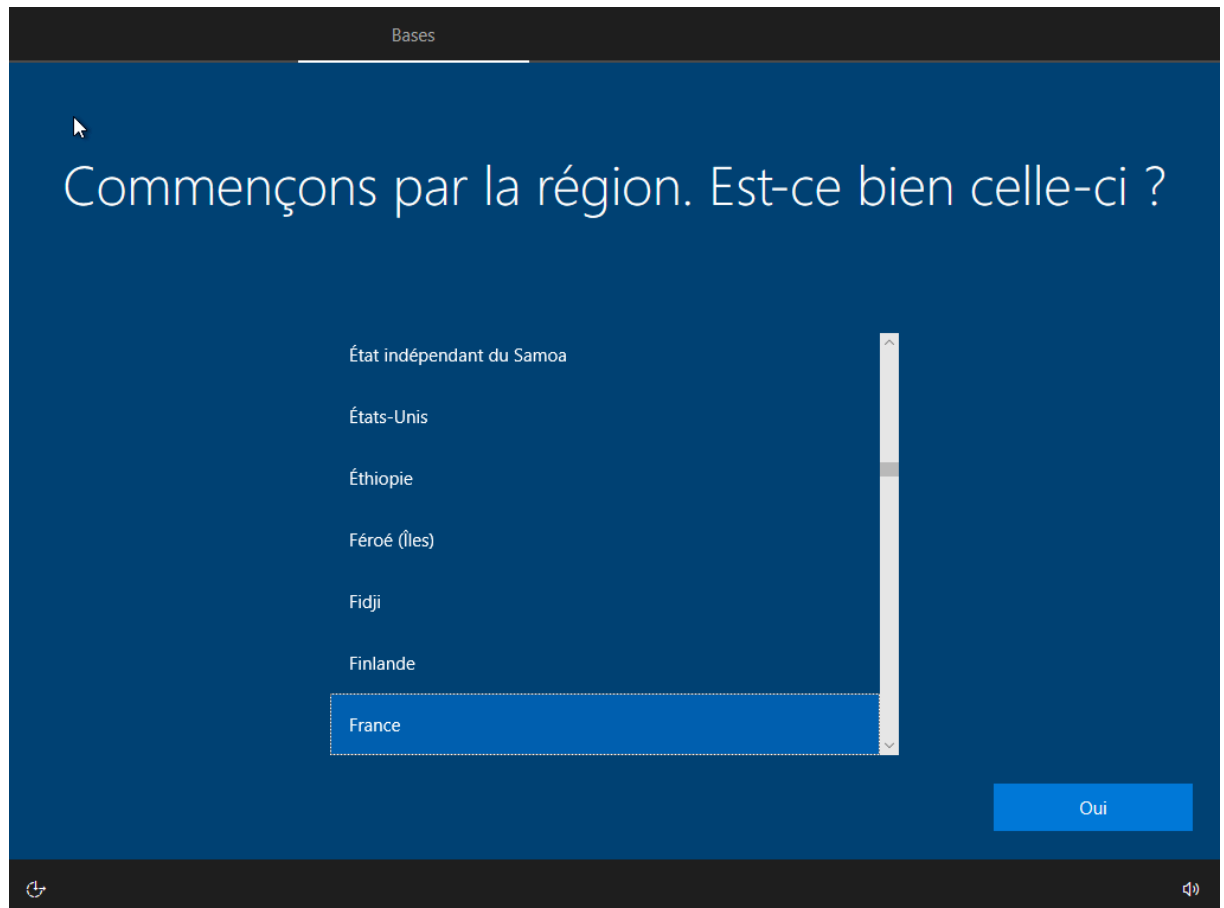 Bases
Commençons par la région. Est-ce bien celle-ci ?
État indépendant du Samoa
États-Unis
Éthiopie
Féroé (Îles)
Fidji
Finlande
France
Oui